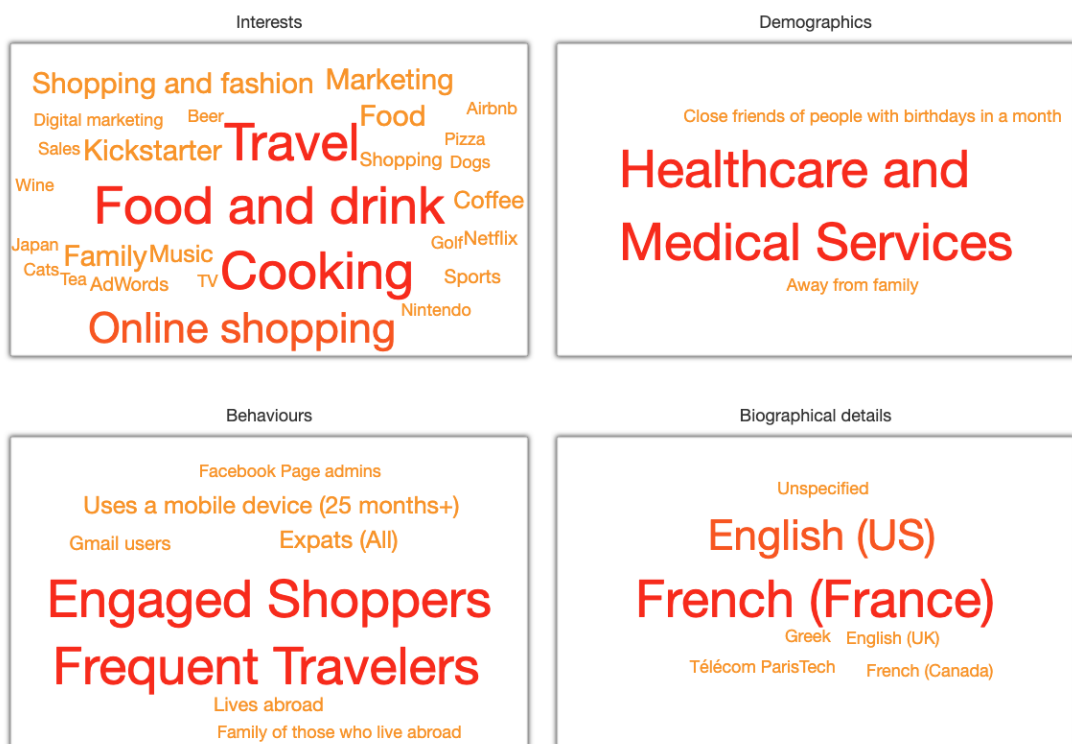 Interests
Shopping and fashion Marketing
Digital marketing Beer Travel Food Airbnb
Sales Kickstarter Shopping Pizza Dogs
Wine Food and drink Coffee
Japan Family Music Golf Netflix
Cats Tea AdWords TV Cooking Sports
Nintendo
Online shopping
Demographics
Close friends of people with birthdays in a month
Healthcare and
Medical Services
Away from family
Behaviours
Facebook Page admins
Uses a mobile device (25 months+)
Gmail users Expats (All)
Engaged Shoppers
Frequent Travelers
Lives abroad
Family of those who live abroad
Biographical details
Unspecified
English (US)
French (France)
Greek English (UK)
Télécom ParisTech French (Canada)